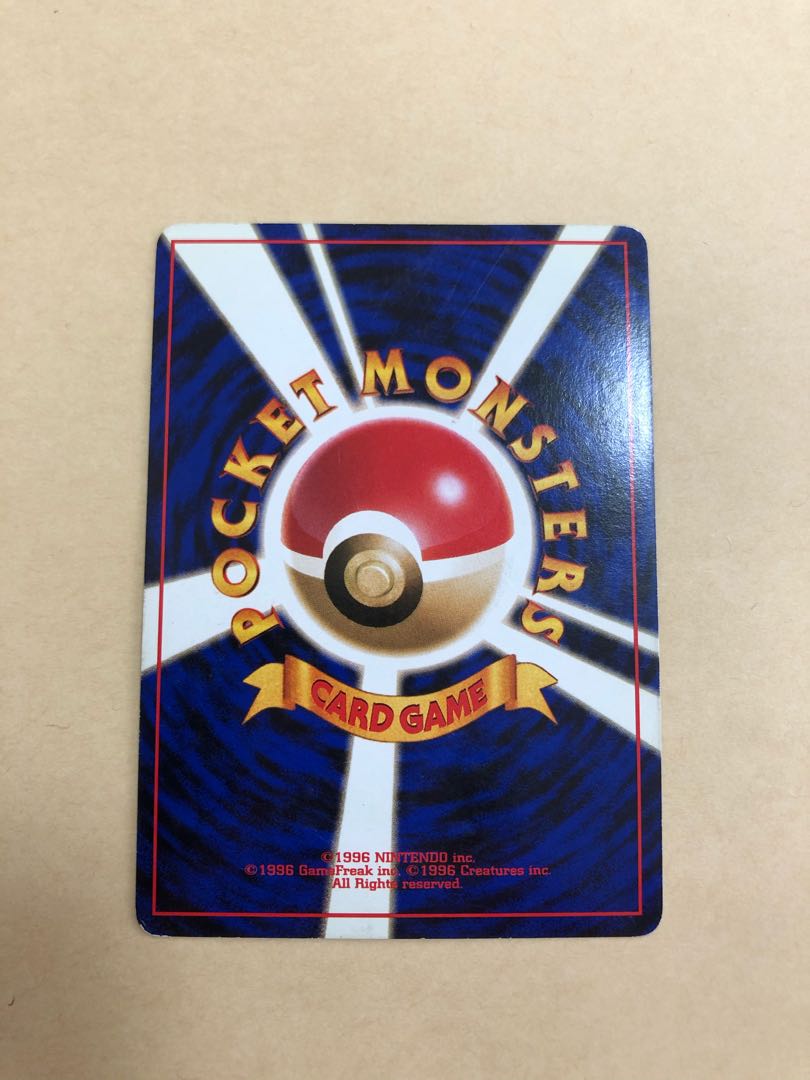 POCKET MONSTERS
CARD GAME
©1996 NINTENDO inc.
©1996 GameFreak inc. ©1996 Creatures inc.
All Rights reserved.